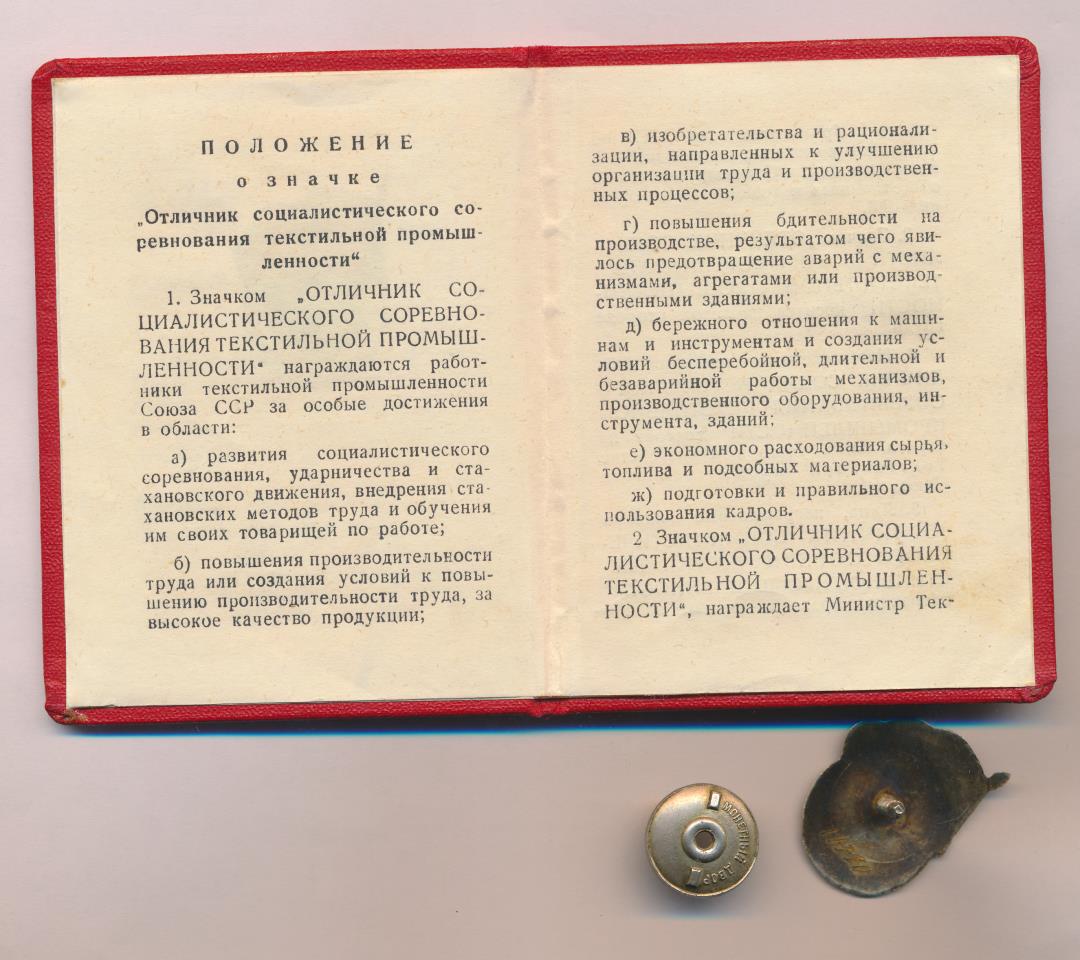 ПОЛОЖЕНИЕ
о значке
„Отличник социалистического со-
ревнования текстильной промыш-
ленности“
1. Значком „ОТЛИЧНИК СО-
ЦИАЛИСТИЧЕСКОГО СОРЕВНО-
ВАНИЯ ТЕКСТИЛЬНОЙ ПРОМЫШ-
ЛЕННОСТИ“ награждаются работ-
ники текстильной промышленности
Союза ССР за особые достижения
в области:
а) развития социалистического
соревнования, ударничества и ста-
хановского движения, внедрения ста-
хановских методов труда и обучения
им своих товарищей по работе;
б) повышения производительности
труда или создания условий к повы-
шению производительности труда, за
высокое качество продукции;
в) изобретательства и рационали-
зации, направленных к улучшению
организации труда и производствен-
ных процессов;
г) повышения бдительности на
производстве, результатом чего яви-
лось предотвращение аварий с меха-
низмами, агрегатами или производ-
ственными зданиями;
д) бережного отношения к маши-
нам и инструментам и создания ус-
ловий бесперебойной, длительной и
безаварийной работы механизмов,
производственного оборудования, ин-
струмента, зданий;
е) экономного расходования сырья,
топлива и подсобных материалов;
ж) подготовки и правильного ис-
пользования кадров.
2 Значком „ОТЛИЧНИК СОЦИА-
ЛИСТИЧЕСКОГО СОРЕВНОВАНИЯ
ТЕКСТИЛЬНОЙ ПРОМЫШЛЕН-
НОСТИ“, награждает Министр Тек-
МОНЕТНЫЙ ДВОР